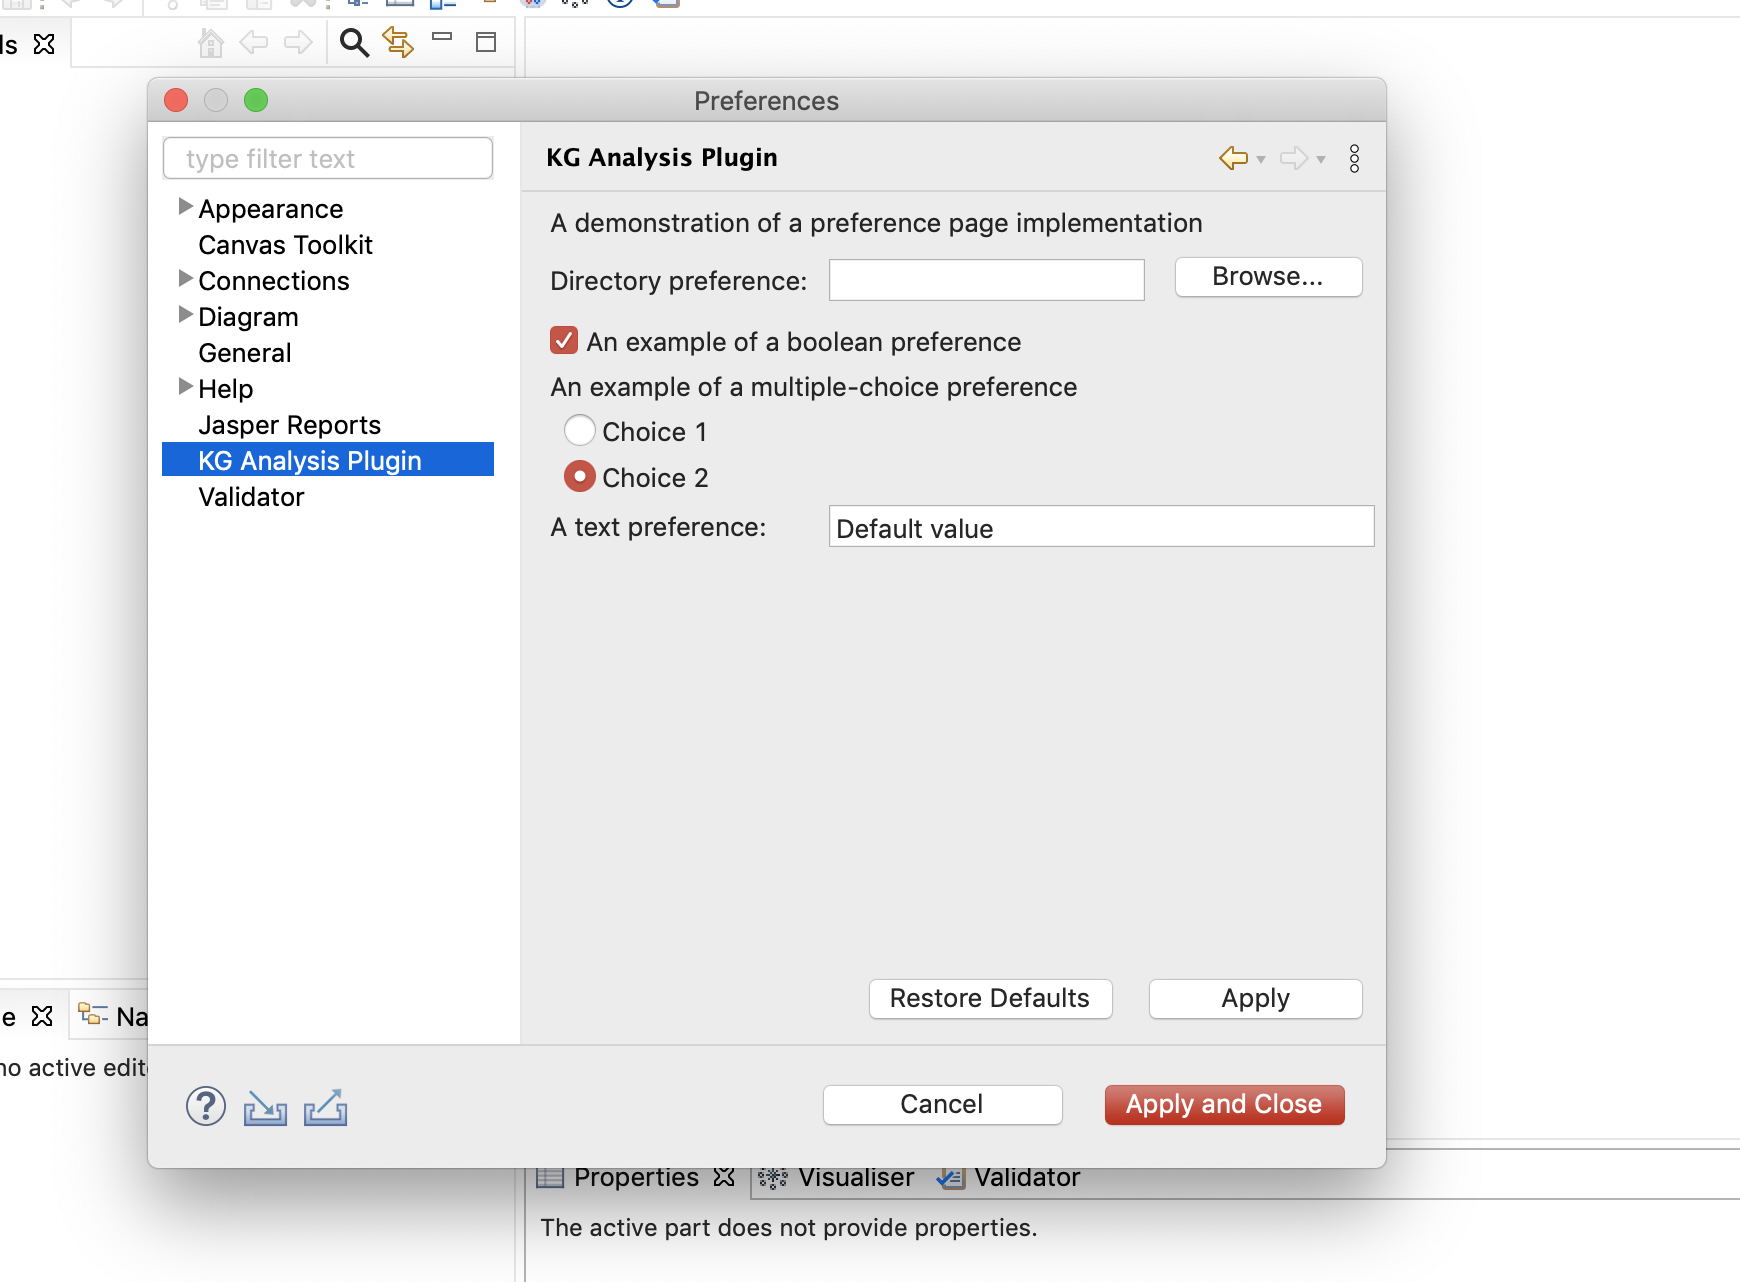 ls
Preferences
type filter text
Appearance
Canvas Toolkit
Connections
Diagram
General
Help
Jasper Reports
KG Analysis Plugin
Validator
KG Analysis Plugin
A demonstration of a preference page implementation
Directory preference:
Browse...
An example of a boolean preference
An example of a multiple-choice preference
Choice 1
Choice 2
A text preference:
Default value
Restore Defaults
Apply
e
Na
no active edit
?
Cancel
Apply and Close
Properties
Visualiser
Validator
The active part does not provide properties.